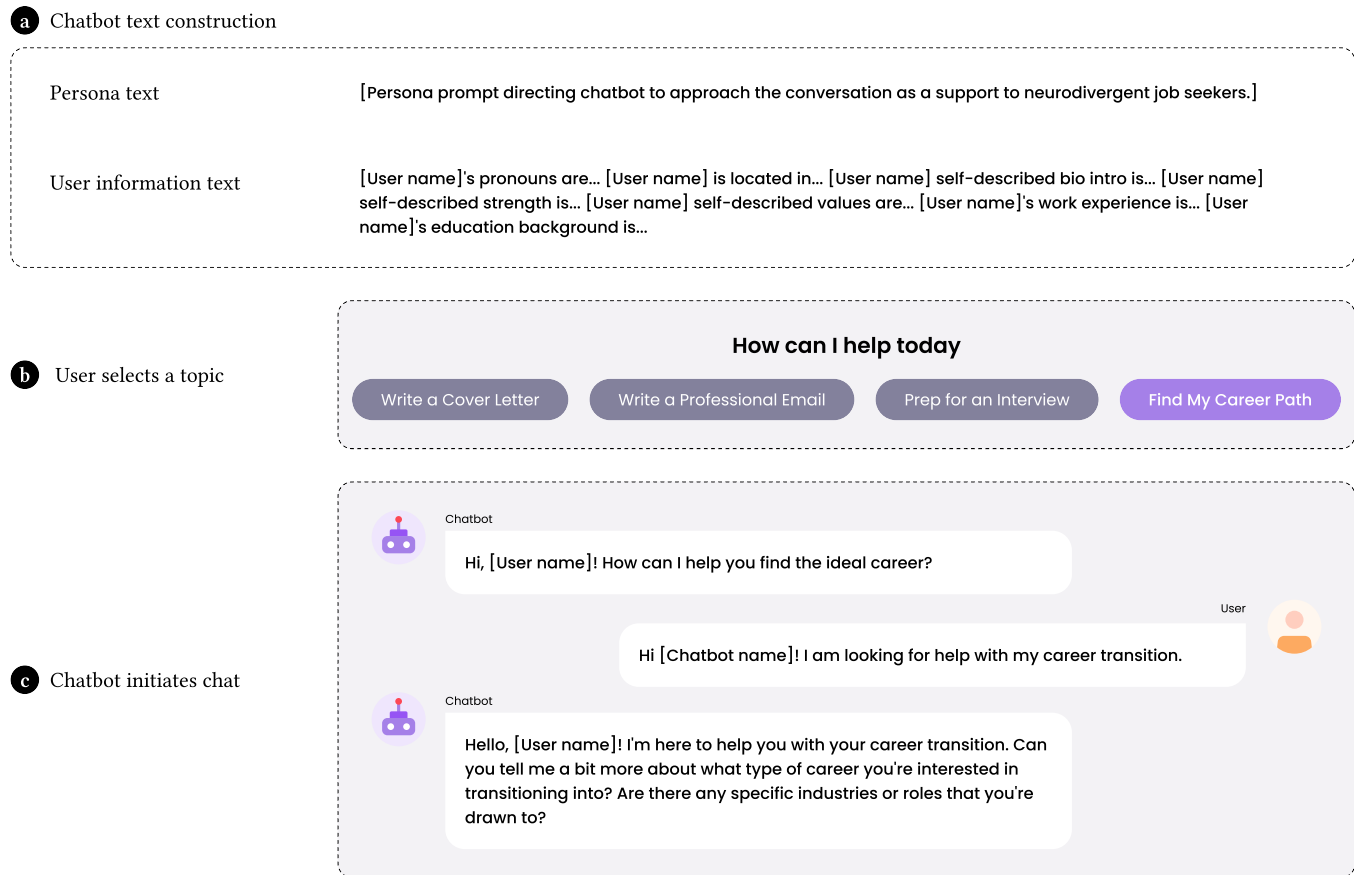 a Chatbot text construction
Persona text
[Persona prompt directing chatbot to approach the conversation as a support to neurodivergent job seekers.]
User information text
[User name]'s pronouns are... [User name] is located in... [User name] self-described bio intro is... [User name]
self-described strength is... [User name] self-described values are... [User name]'s work experience is... [User
name]'s education background is...
b User selects a topic
How can I help today
Write a Cover Letter
Write a Professional Email
Prep for an Interview
Find My Career Path
c Chatbot initiates chat
Chatbot
Hi, [User name]! How can I help you find the ideal career?
User
Hi [Chatbot name]! I am looking for help with my career transition.
Chatbot
Hello, [User name]! I'm here to help you with your career transition. Can
you tell me a bit more about what type of career you're interested in
transitioning into? Are there any specific industries or roles that you're
drawn to?